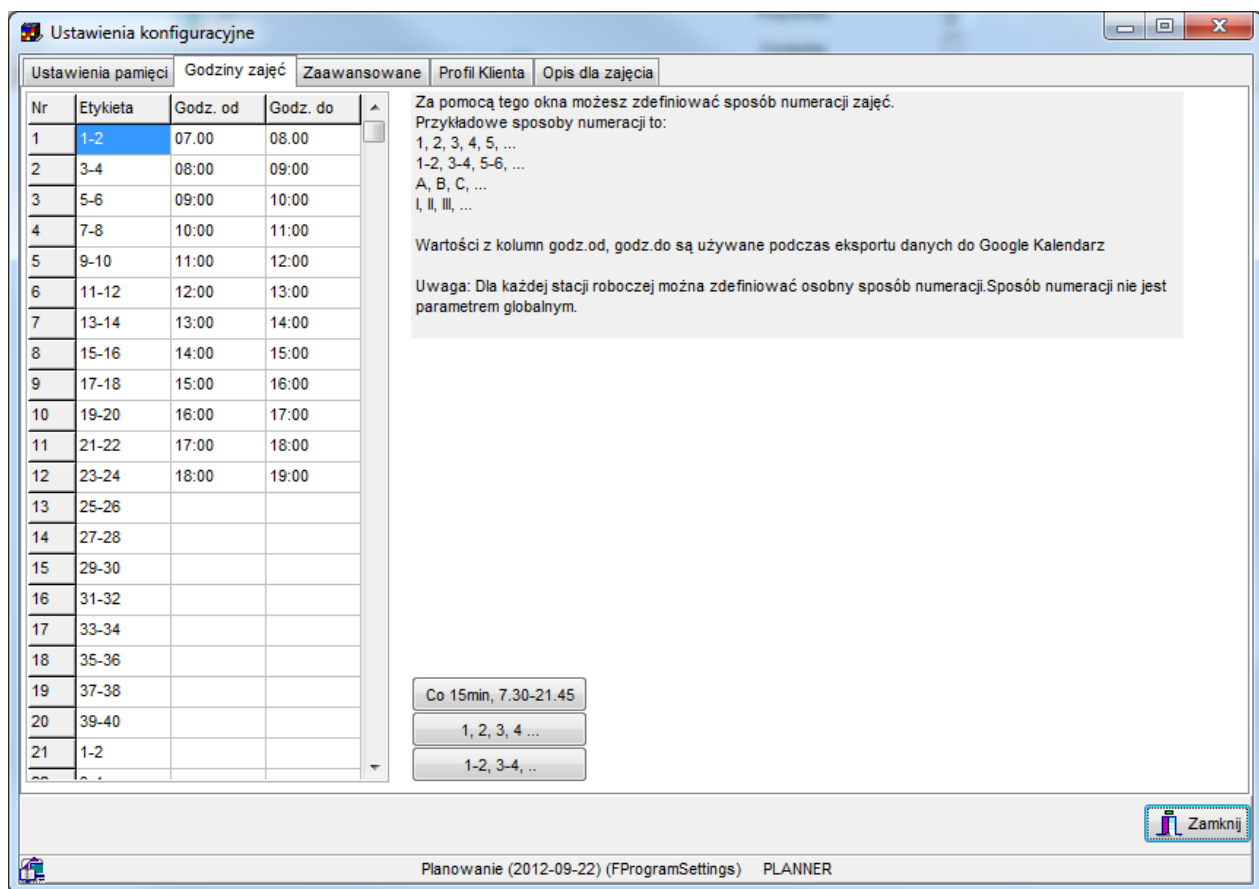 Ustawienia konfiguracyjne
Ustawienia pamięci Godziny zajęć Zaawansowane Profil Klienta Opis dla zajęcia
Nr Etykieta Godz. od Godz. do
1 1-2 07.00 08.00
2 3-4 08:00 09:00
3 5-6 09:00 10:00
4 7-8 10:00 11:00
5 9-10 11:00 12:00
6 11-12 12:00 13:00
7 13-14 13:00 14:00
8 15-16 14:00 15:00
9 17-18 15:00 16:00
10 19-20 16:00 17:00
11 21-22 17:00 18:00
12 23-24 18:00 19:00
13 25-26
14 27-28
15 29-30
16 31-32
17 33-34
18 35-36
19 37-38
20 39-40
21 1-2
Za pomocą tego okna możesz zdefiniować sposób numeracji zajęć.
Przykładowe sposoby numeracji to:
1, 2, 3, 4, 5, ...
1-2, 3-4, 5-6, ...
A, B, C, ...
I, II, III, ...
Wartości z kolumn godz.od, godz.do są używane podczas eksportu danych do Google Kalendarz
Uwaga: Dla każdej stacji roboczej można zdefiniować osobny sposób numeracji.Sposób numeracji nie jest
parametrem globalnym.
Co 15min, 7.30-21.45
1, 2, 3, 4 ...
1-2, 3-4, ..
Zamknij
Planowanie (2012-09-22) (FProgramSettings) PLANNER